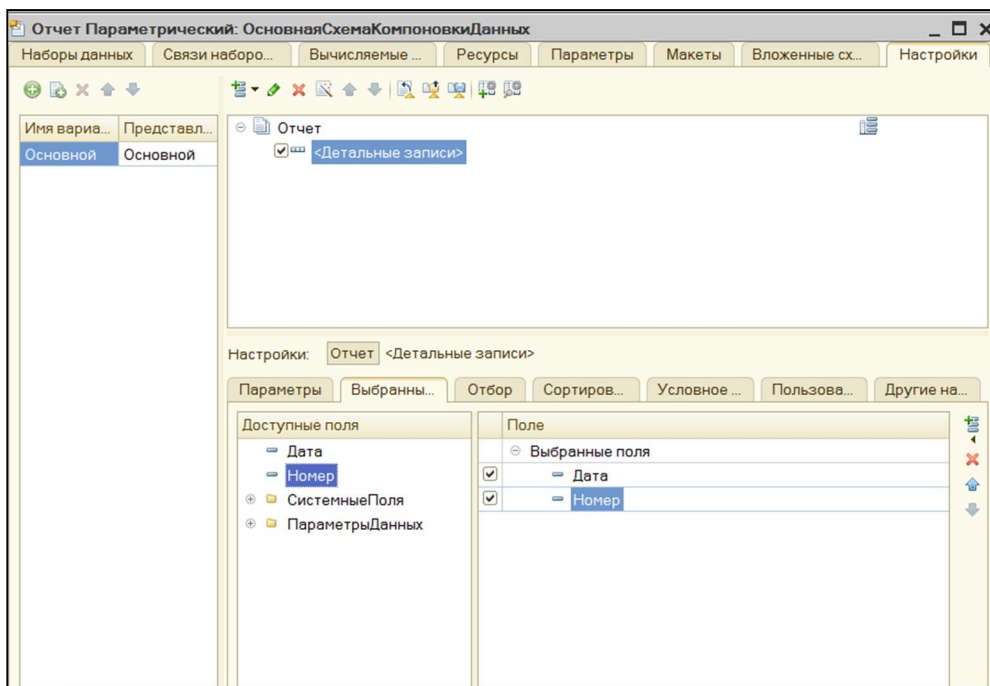 Отчет Параметрический: ОсновнаяСхемаКомпоновкиДанных
Наборы данных Связи наборо... Вычисляемые ... Ресурсы Параметры Макеты Вложенные сх... Настройки
Имя вариа... Представл...
Основной Основной
Отчет
<Детальные записи>
Настройки: Отчет <Детальные записи>
Параметры Выбранны... Отбор Сортиров... Условное ... Пользова... Другие на...
Доступные поля Поле
Дата Выбранные поля
Номер Дата
СистемныеПоля Номер
ПараметрыДанных